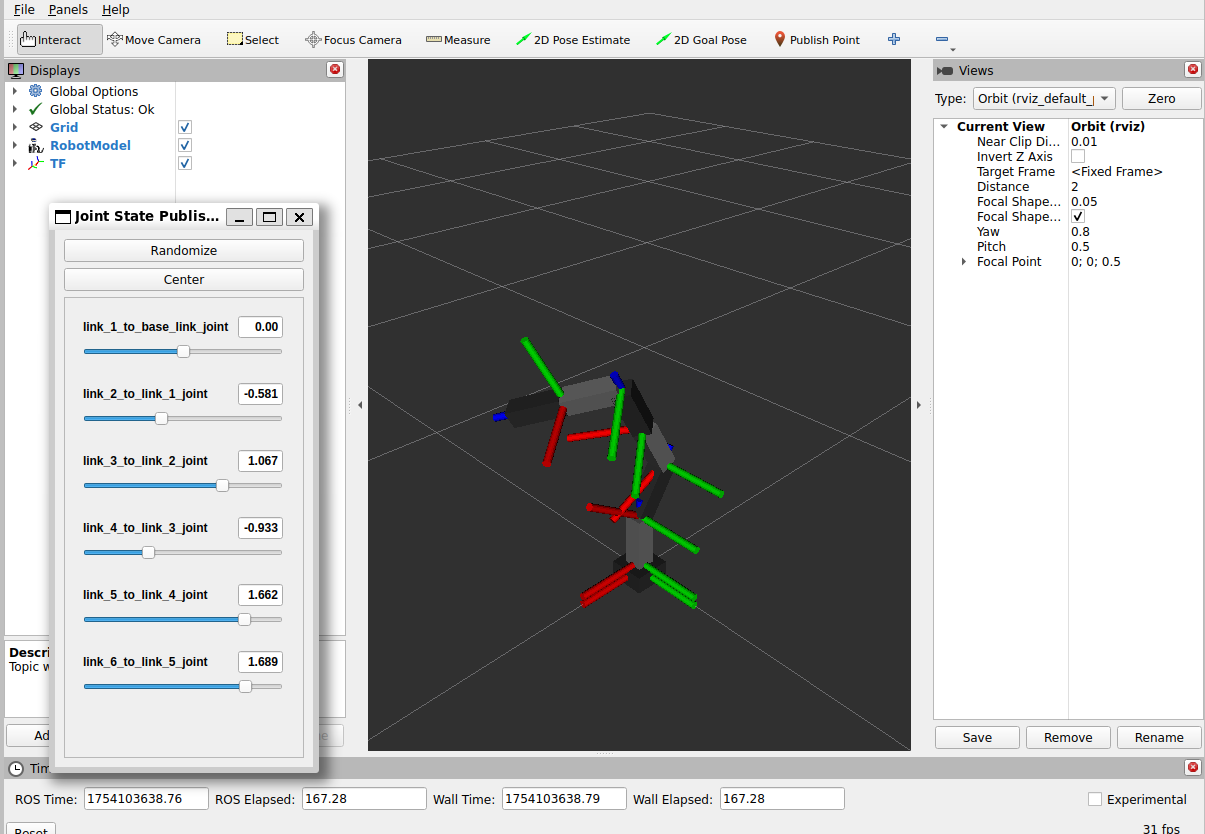 File Panels Help
Interact Move Camera Select Focus Camera Measure 2D Pose Estimate 2D Goal Pose Publish Point
Displays
Global Options
Global Status: Ok
Grid
RobotModel
TF
Joint State Publis...
Randomize
Center
link_1_to_base_link_joint 0.00
link_2_to_link_1_joint -0.581
link_3_to_link_2_joint 1.067
link_4_to_link_3_joint -0.933
link_5_to_link_4_joint 1.662
link_6_to_link_5_joint 1.689
Views
Type: Orbit (rviz_default_ Zero
Current View Orbit (rviz)
Near Clip Di... 0.01
Invert Z Axis
Target Frame <Fixed Frame>
Distance 2
Focal Shape... 0.05
Focal Shape...
Yaw 0.8
Pitch 0.5
Focal Point 0; 0; 0.5
Save Remove Rename
ROS Time: 1754103638.76 ROS Elapsed: 167.28 Wall Time: 1754103638.79 Wall Elapsed: 167.28 Experimental
Reset 31 fps